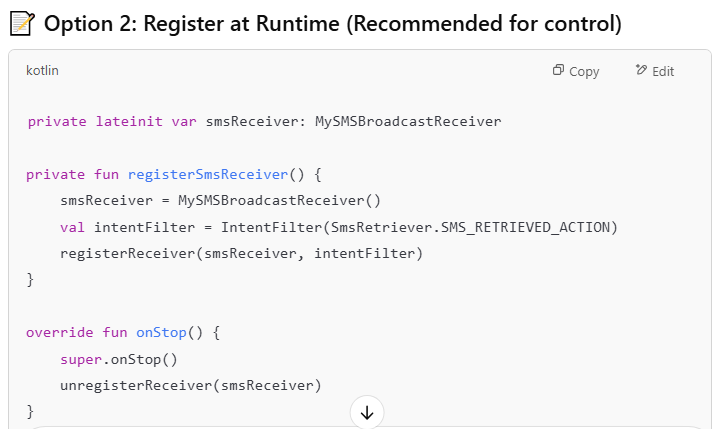 📝 Option 2: Register at Runtime (Recommended for control)
kotlin
Copy
Edit
private lateinit var smsReceiver: MySMSBroadcastReceiver
private fun registerSmsReceiver() {
    smsReceiver = MySMSBroadcastReceiver()
    val intentFilter = IntentFilter(SmsRetriever.SMS_RETRIEVED_ACTION)
    registerReceiver(smsReceiver, intentFilter)
}
override fun onStop() {
    super.onStop()
    unregisterReceiver(smsReceiver)
}